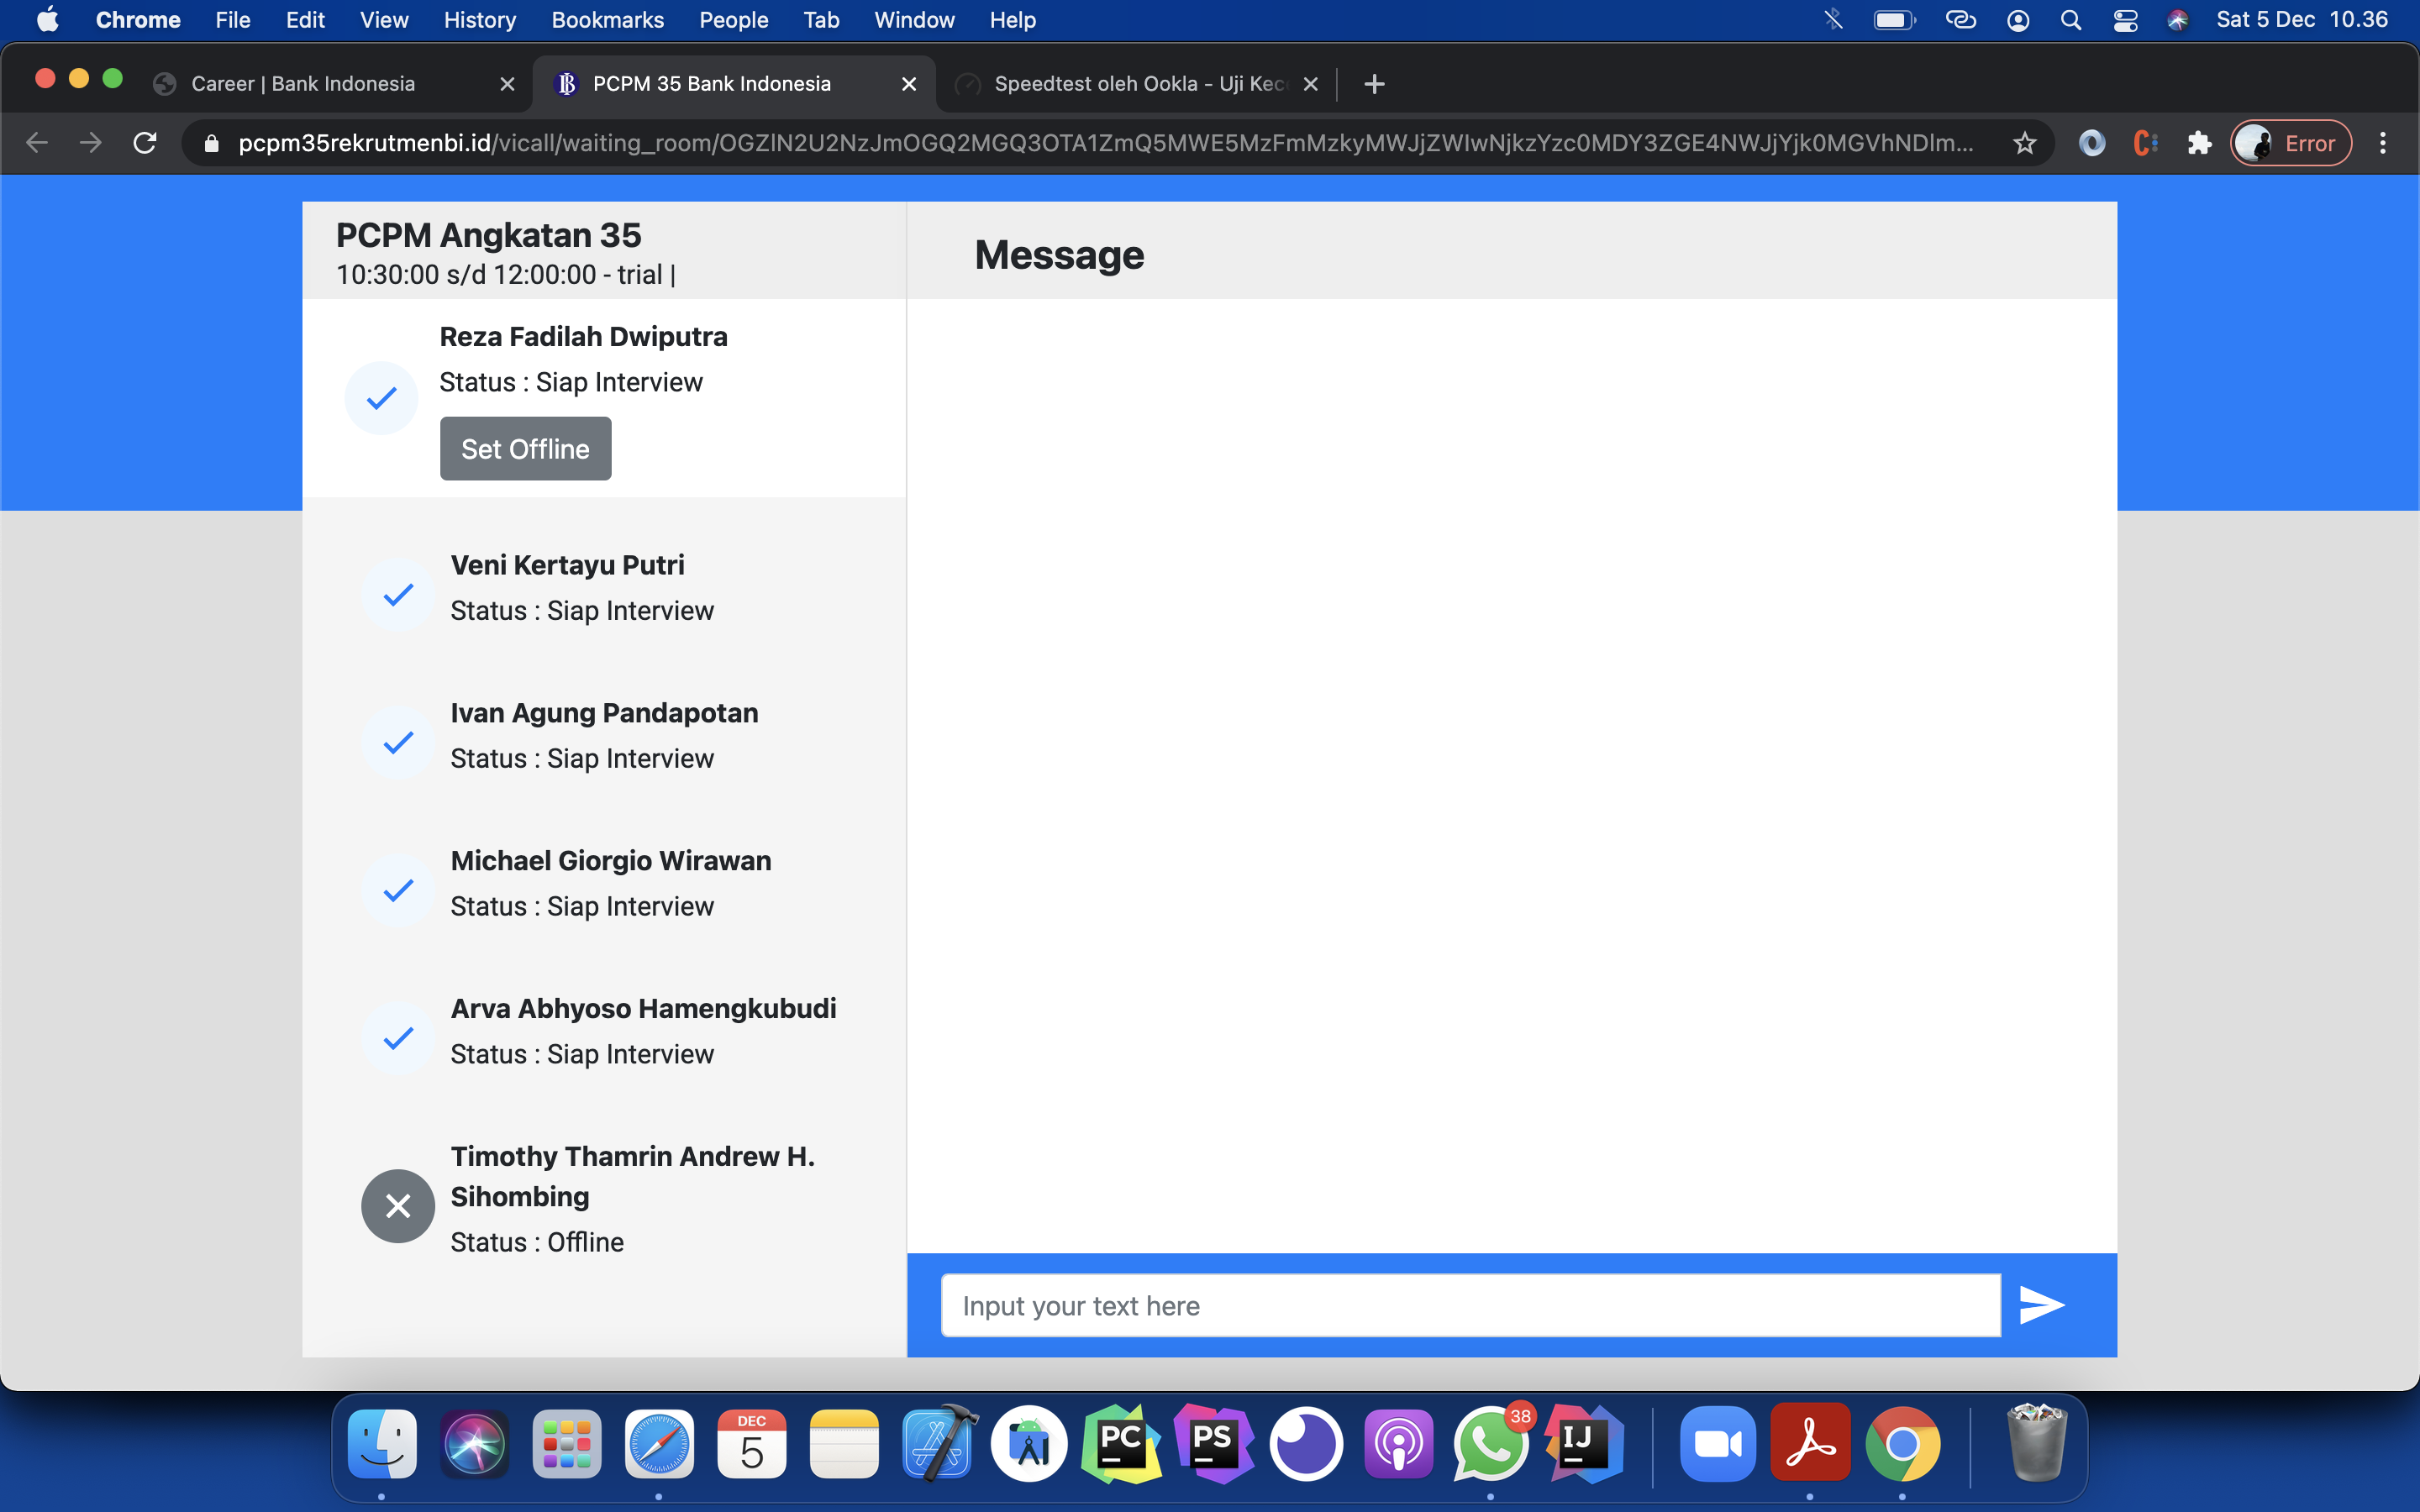 Chrome File Edit View History Bookmarks People Tab Window Help Sat 5 Dec 10.36
Career | Bank Indonesia PCPM 35 Bank Indonesia Speedtest oleh Ookla - Uji Kec
pcpm35rekrutmenbi.id/vicall/waiting_room/OGZlN2U2NzJmOGQ2MGQ3OTA1ZmQ5MWE5MzFmMzkyMWJjZWIwNjkzYzc0MDY3ZGE4NWJjYjk0MGVhNDlm... Error
PCPM Angkatan 35
10:30:00 s/d 12:00:00 - trial |
Message
Reza Fadilah Dwiputra
Status : Siap Interview
Set Offline
Veni Kertayu Putri
Status : Siap Interview
Ivan Agung Pandapotan
Status : Siap Interview
Michael Giorgio Wirawan
Status : Siap Interview
Arva Abhyoso Hamengkubudi
Status : Siap Interview
Timothy Thamrin Andrew H.
Sihombing
Status : Offline
Input your text here
DEC
5
PC
PS
38
IJ